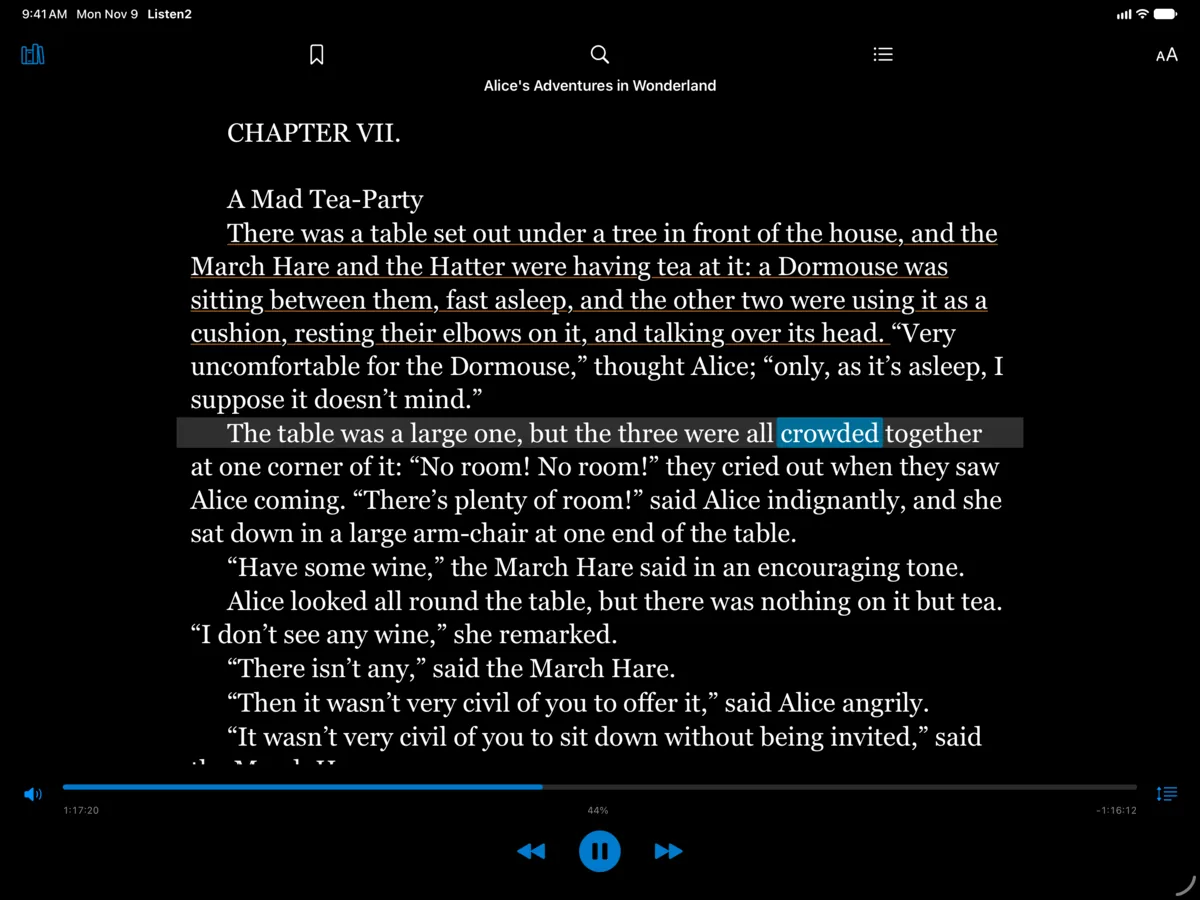 9:41 AM Mon Nov 9 Listen2
AA
Alice's Adventures in Wonderland
CHAPTER VII.
A Mad Tea-Party
There was a table set out under a tree in front of the house, and the
March Hare and the Hatter were having tea at it: a Dormouse was
sitting between them, fast asleep, and the other two were using it as a
cushion, resting their elbows on it, and talking over its head. “Very
uncomfortable for the Dormouse,” thought Alice; “only, as it’s asleep, I
suppose it doesn’t mind.”
The table was a large one, but the three were all crowded together
at one corner of it: “No room! No room!” they cried out when they saw
Alice coming. “There’s plenty of room!” said Alice indignantly, and she
sat down in a large arm-chair at one end of the table.
“Have some wine,” the March Hare said in an encouraging tone.
Alice looked all round the table, but there was nothing on it but tea.
“I don’t see any wine,” she remarked.
“There isn’t any,” said the March Hare.
“Then it wasn’t very civil of you to offer it,” said Alice angrily.
“It wasn’t very civil of you to sit down without being invited,” said
1:17:20
44%
-1:16:12